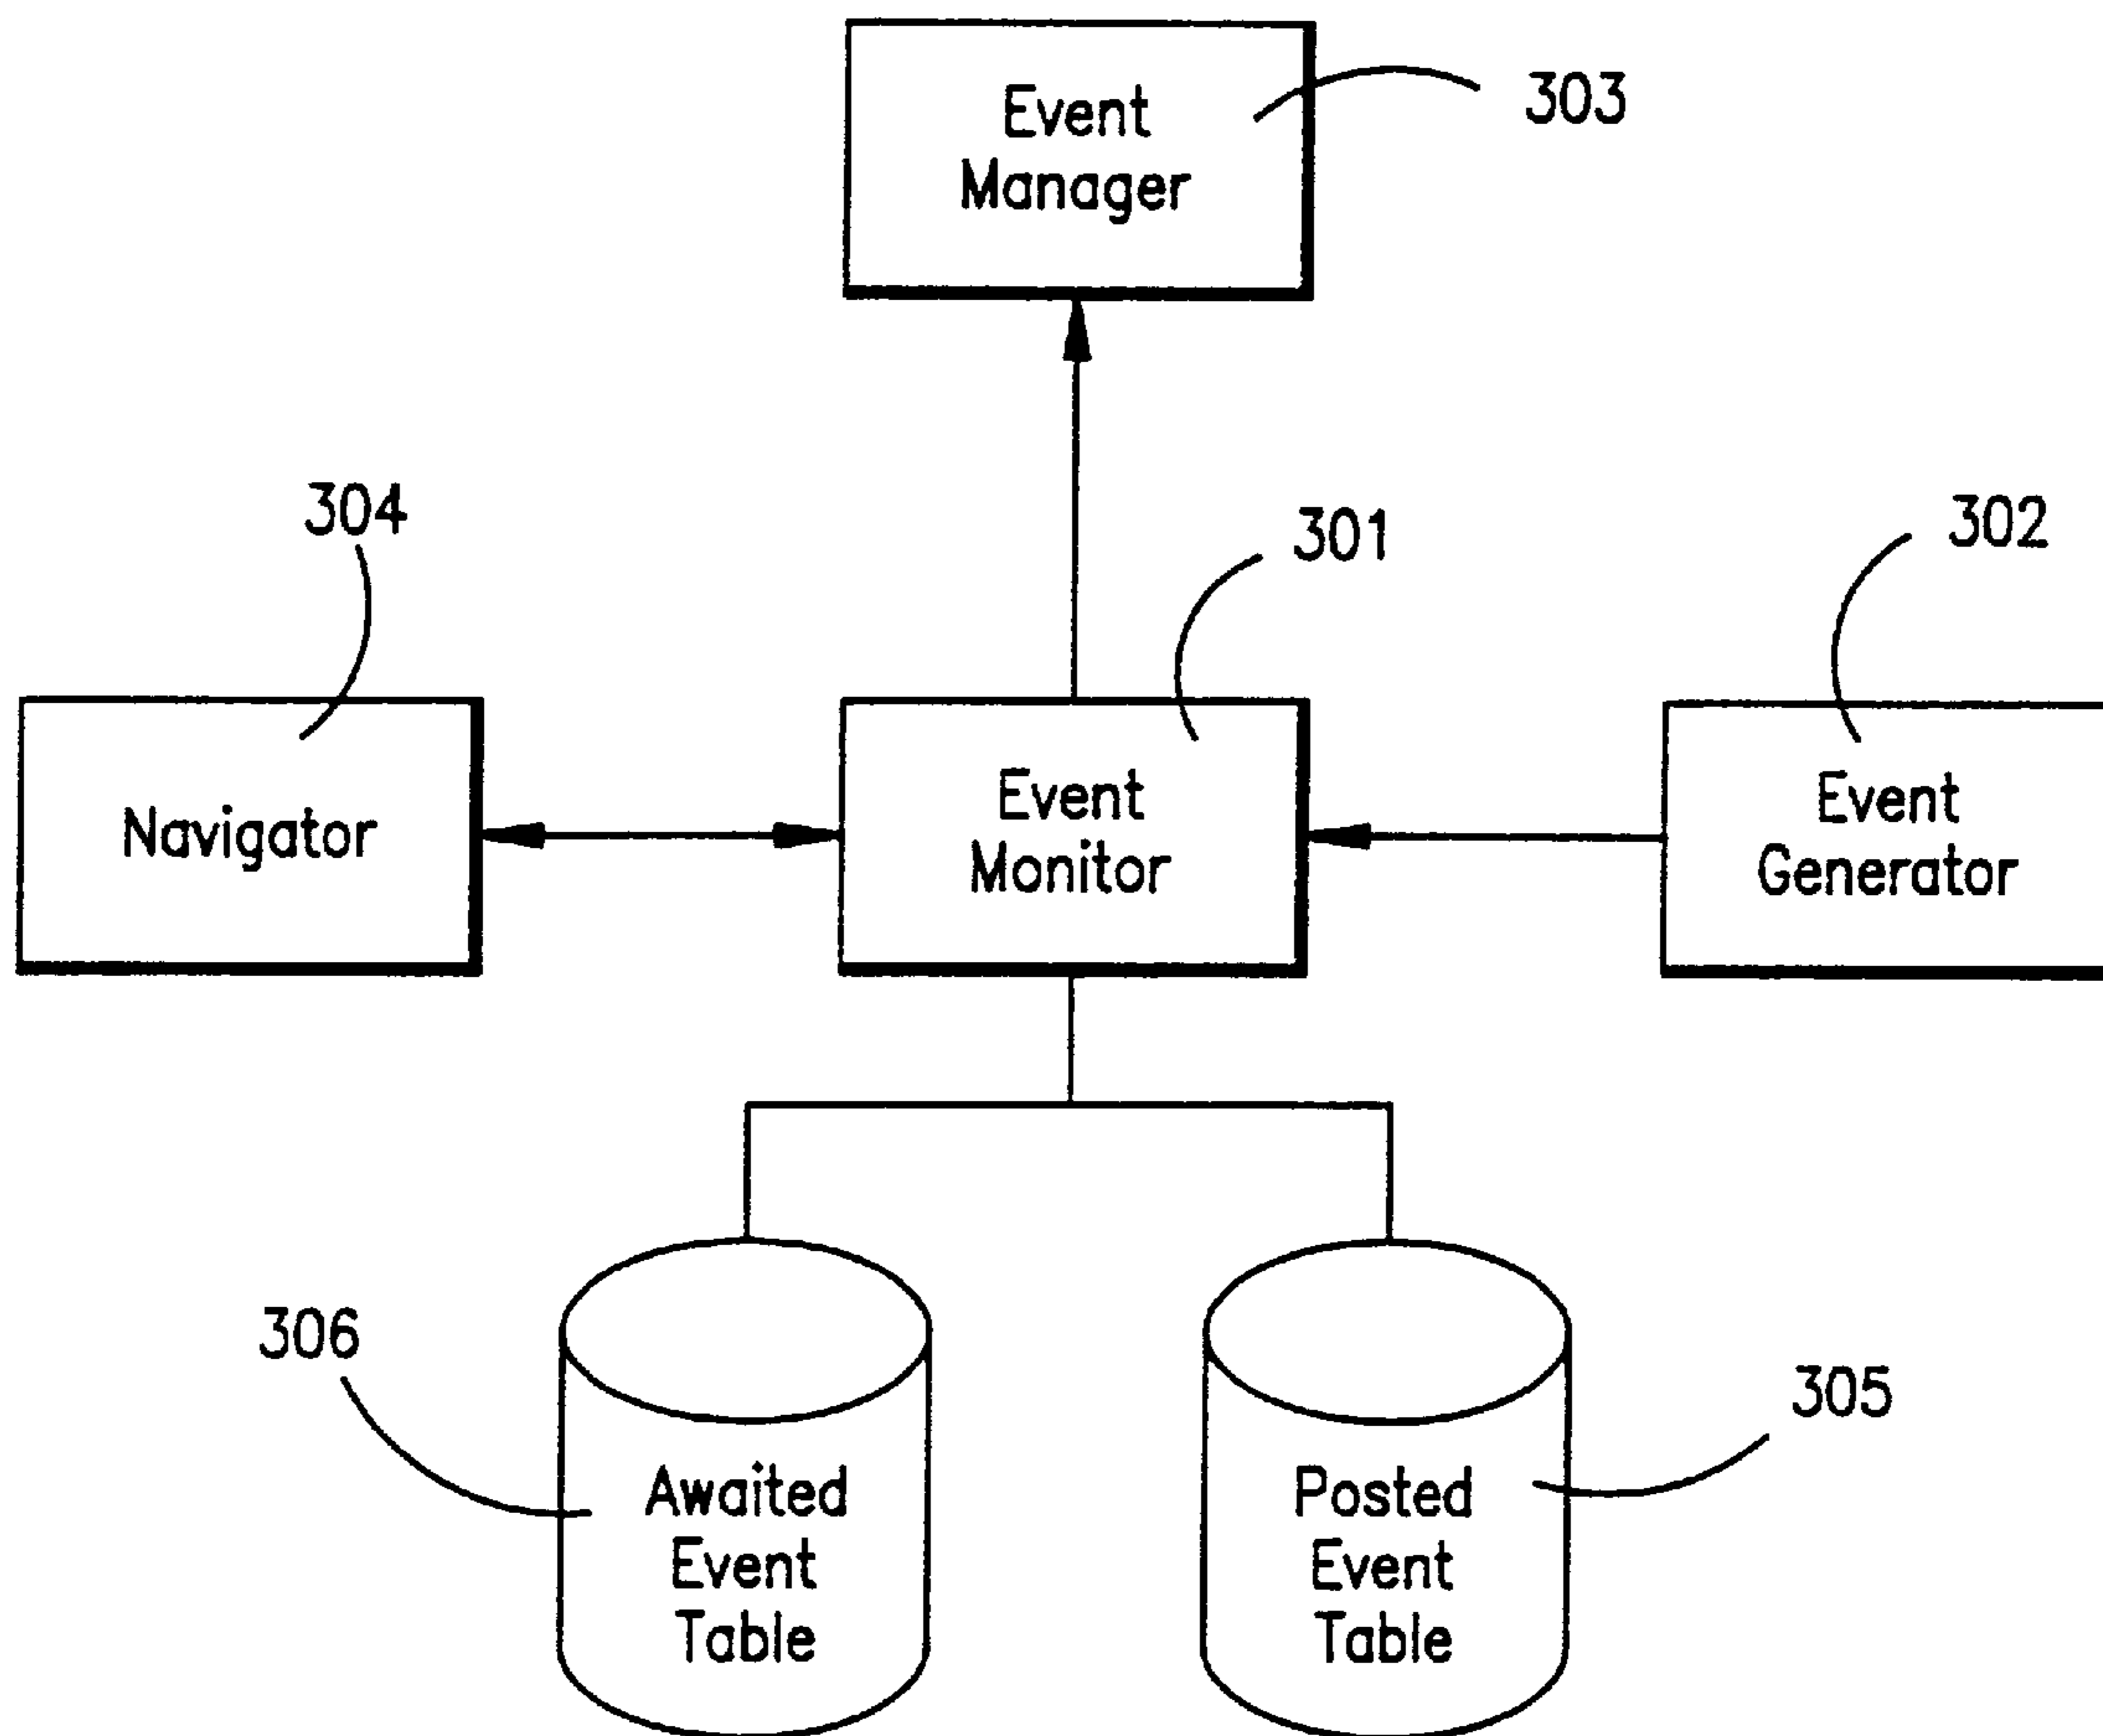 Event
Manager
303
304
301
302
Navigator
Event
Monitor
Event
Generator
306
305
Awaited
Event
Table
Posted
Event
Table